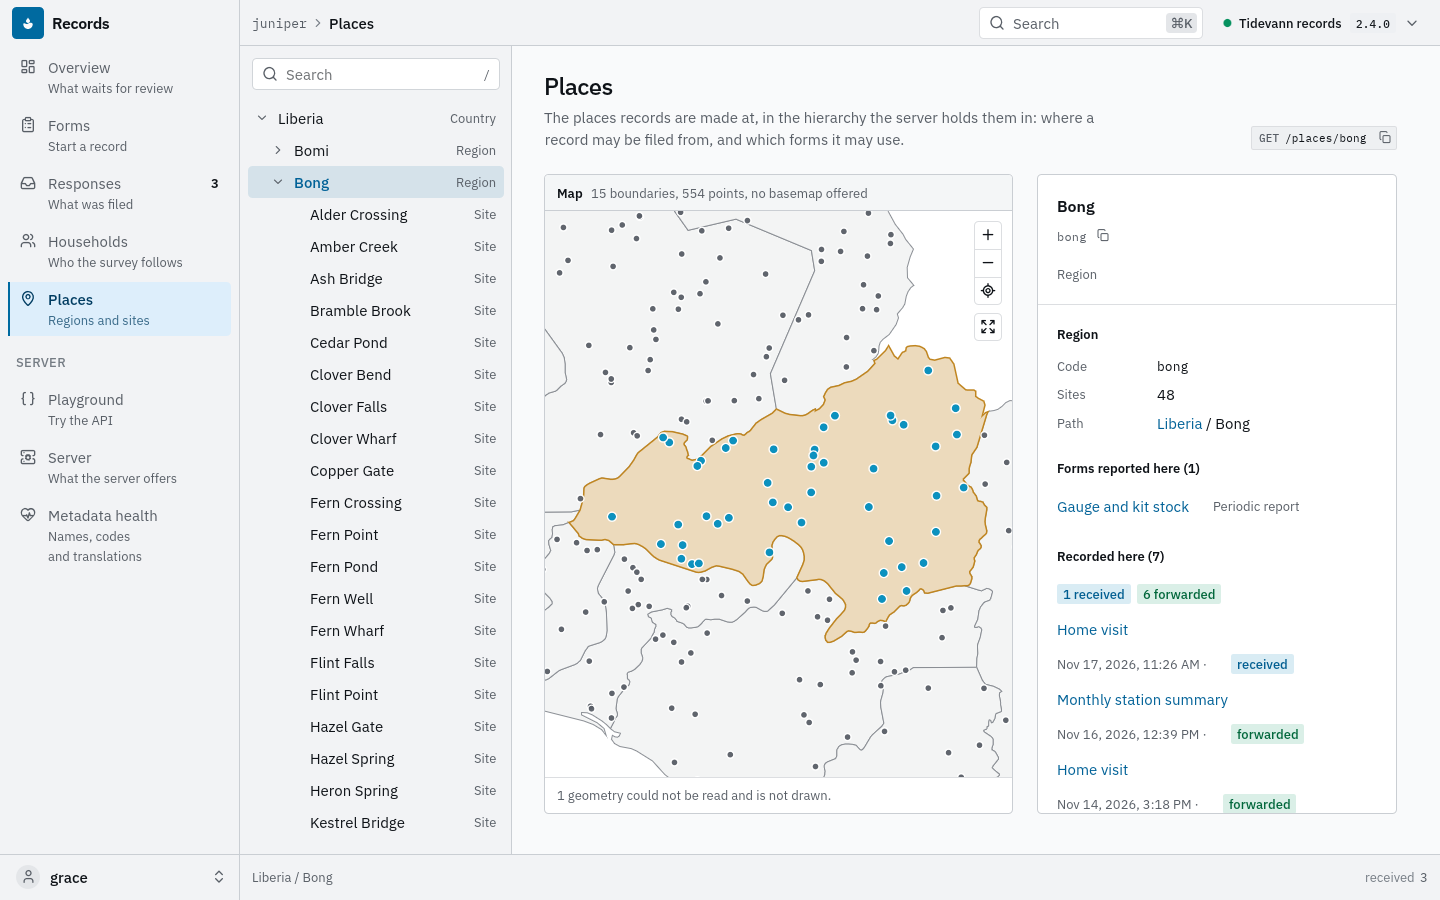 Records
juniper > Places
Search ⌘K
Tidevann records 2.4.0
Overview
What waits for review
Forms
Start a record
Responses 3
What was filed
Households
Who the survey follows
Places
Regions and sites
SERVER
Playground
Try the API
Server
What the server offers
Metadata health
Names, codes
and translations
grace
Search /
Liberia Country
Bomi Region
Bong Region
Alder Crossing Site
Amber Creek Site
Ash Bridge Site
Bramble Brook Site
Cedar Pond Site
Clover Bend Site
Clover Falls Site
Clover Wharf Site
Copper Gate Site
Fern Crossing Site
Fern Point Site
Fern Pond Site
Fern Well Site
Fern Wharf Site
Flint Falls Site
Flint Point Site
Hazel Gate Site
Hazel Spring Site
Heron Spring Site
Kestrel Bridge Site
Places
The places records are made at, in the hierarchy the server holds them in: where a
record may be filed from, and which forms it may use.
GET /places/bong
Map 15 boundaries, 554 points, no basemap offered
1 geometry could not be read and is not drawn.
Bong
bong
Region
Region
Code bong
Sites 48
Path Liberia / Bong
Forms reported here (1)
Gauge and kit stock Periodic report
Recorded here (7)
1 received 6 forwarded
Home visit
Nov 17, 2026, 11:26 AM · received
Monthly station summary
Nov 16, 2026, 12:39 PM · forwarded
Home visit
Nov 14, 2026, 3:18 PM · forwarded
Liberia / Bong
received 3